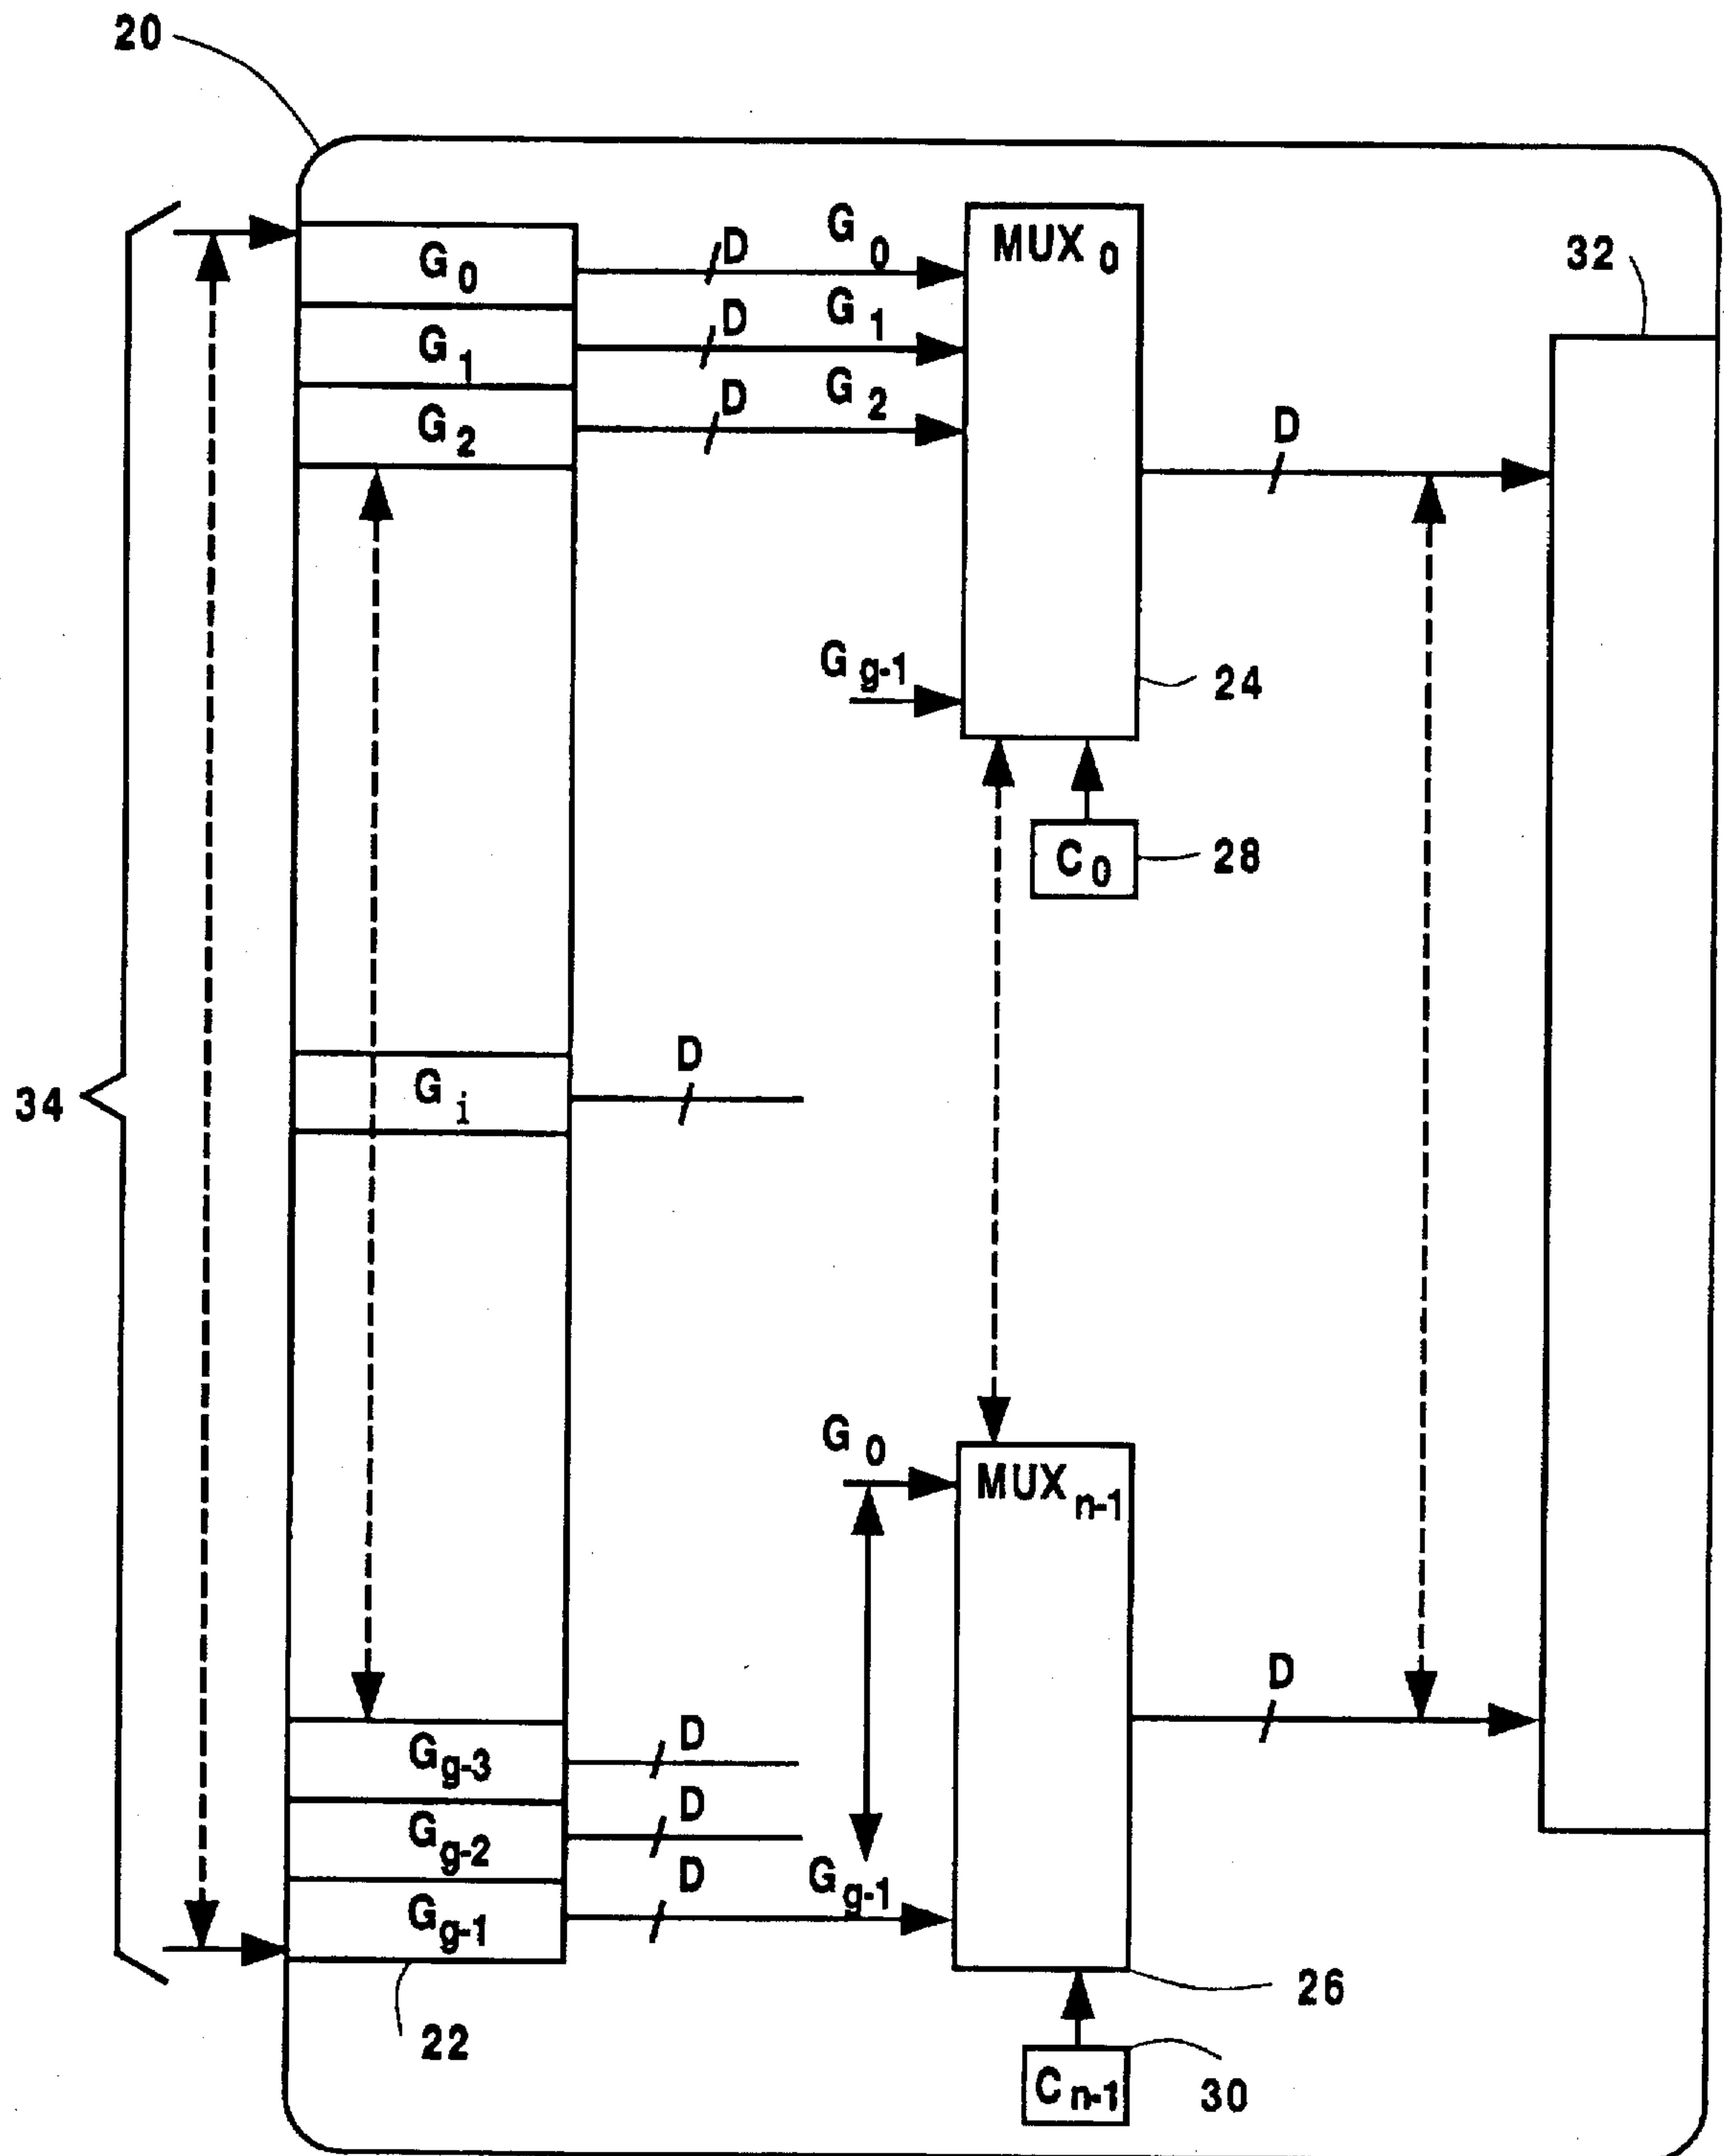 20
G0 D G0 MUX0 32
G1 D G1
G2 D G2
D
Gg-1 24
C0 28
Gi D
34
G0 MUXn-1
D
Gg-3 D
Gg-2 D
Gg-1 D Gg-1
26
22
Cn-1 30